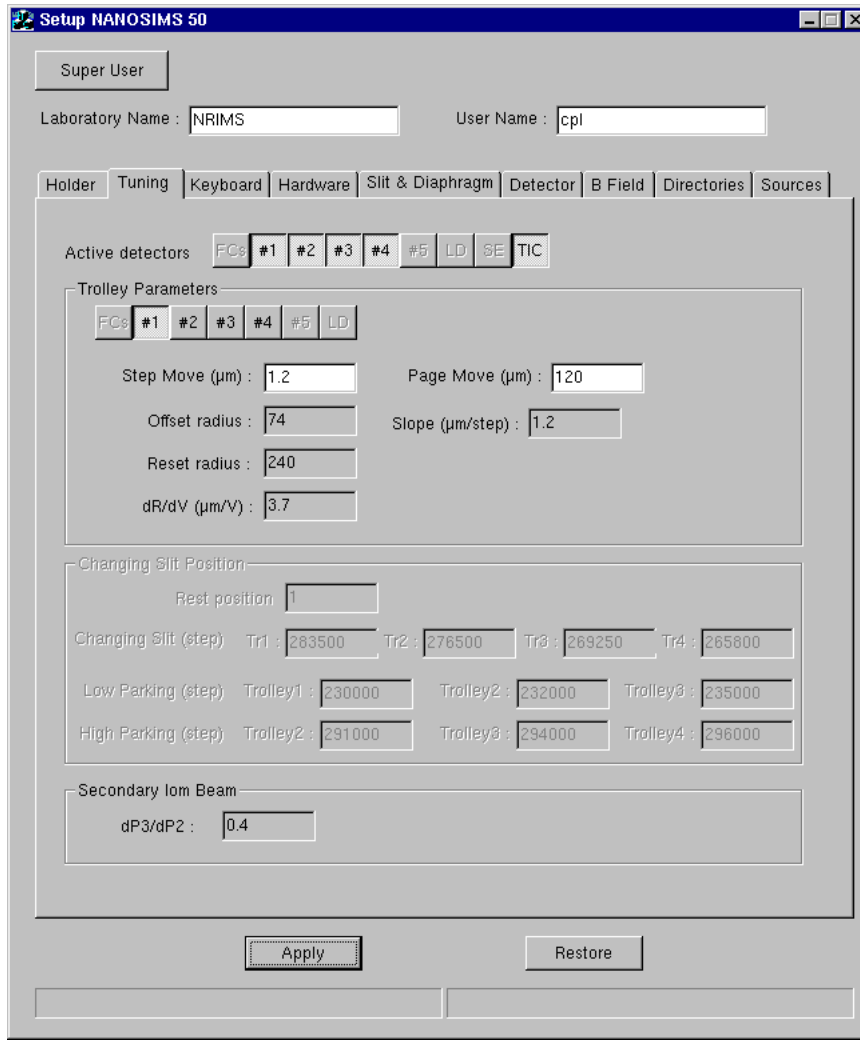 Setup NANOSIMS 50
Super User
Laboratory Name : NRIMS User Name : cpl
Holder Tuning Keyboard Hardware Slit & Diaphragm Detector B Field Directories Sources
Active detectors FCs #1 #2 #3 #4 #5 LD SE TIC
Trolley Parameters
FCs #1 #2 #3 #4 #5 LD
Step Move (µm) : 1.2 Page Move (µm) : 120
Offset radius : 74 Slope (µm/step) : 1.2
Reset radius : 240
dR/dV (µm/V) : 3.7
Changing Slit Position
Rest position 1
Changing Slit (step) Tr1 : 283500 Tr2 : 276500 Tr3 : 269250 Tr4 : 265800
Low Parking (step) Trolley1 : 230000 Trolley2 : 232000 Trolley3 : 235000
High Parking (step) Trolley2 : 291000 Trolley3 : 294000 Trolley4 : 296000
Secondary Iom Beam
dP3/dP2 : 0.4
Apply Restore